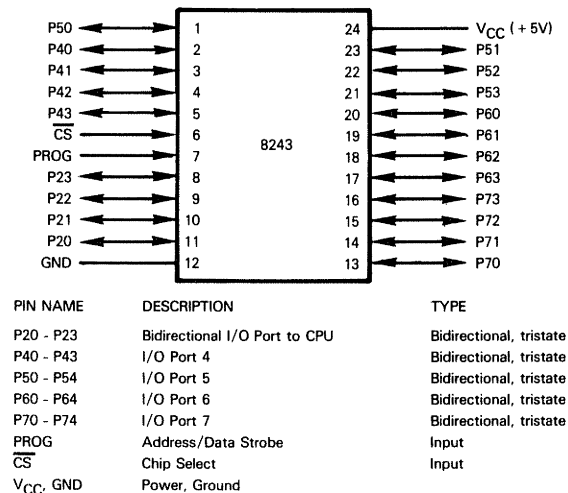 P50 1 24 V_CC (+5V)
P40 2 23 P51
P41 3 22 P52
P42 4 21 P53
P43 5 20 P60
C̅S̅ 6 19 P61
8243
PROG 7 18 P62
P23 8 17 P63
P22 9 16 P73
P21 10 15 P72
P20 11 14 P71
GND 12 13 P70
PIN NAME DESCRIPTION TYPE
P20 - P23 Bidirectional I/O Port to CPU Bidirectional, tristate
P40 - P43 I/O Port 4 Bidirectional, tristate
P50 - P54 I/O Port 5 Bidirectional, tristate
P60 - P64 I/O Port 6 Bidirectional, tristate
P70 - P74 I/O Port 7 Bidirectional, tristate
PROG Address/Data Strobe Input
C̅S̅ Chip Select Input
V_CC, GND Power, Ground